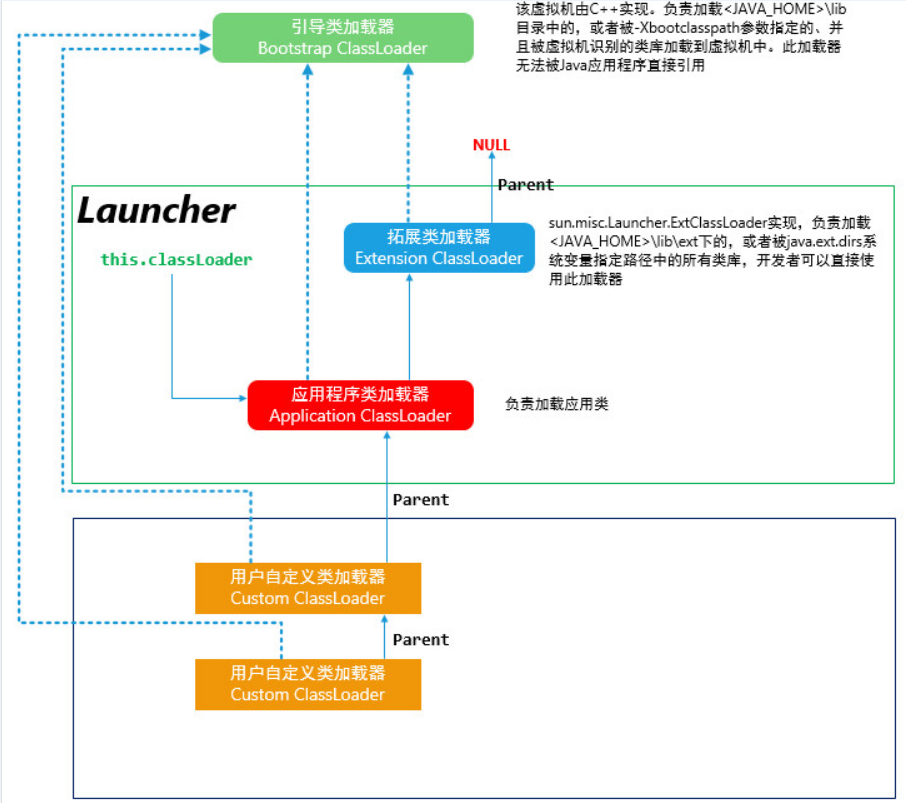 引导类加载器
Bootstrap ClassLoader
该虚拟机由C++实现。负责加载<JAVA_HOME>\lib
目录中的，或者被-Xbootclasspath参数指定的、并
且被虚拟机识别的类库加载到虚拟机中。此加载器
无法被Java应用程序直接引用
NULL
Parent
Launcher
this.classLoader
拓展类加载器
Extension ClassLoader
sun.misc.Launcher.ExtClassLoader实现，负责加载
<JAVA_HOME>\lib\ext下的，或者被java.ext.dirs系
统变量指定路径中的所有类库，开发者可以直接使
用此加载器
应用程序类加载器
Application ClassLoader
负责加载应用类
Parent
用户自定义类加载器
Custom ClassLoader
Parent
用户自定义类加载器
Custom ClassLoader